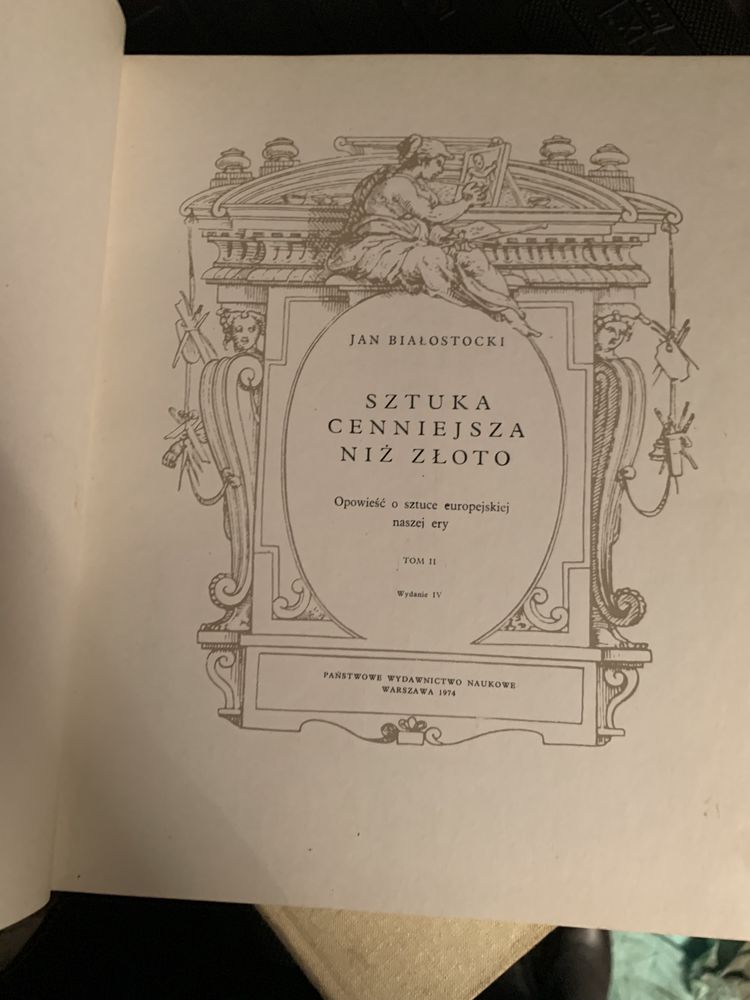 JAN BIAŁOSTOCKI
SZTUKA
CENNIEJSZA
NIŻ ZŁOTO
Opowieść o sztuce europejskiej
naszej ery
TOM II
Wydanie IV
PAŃSTWOWE WYDAWNICTWO NAUKOWE
WARSZAWA 1974